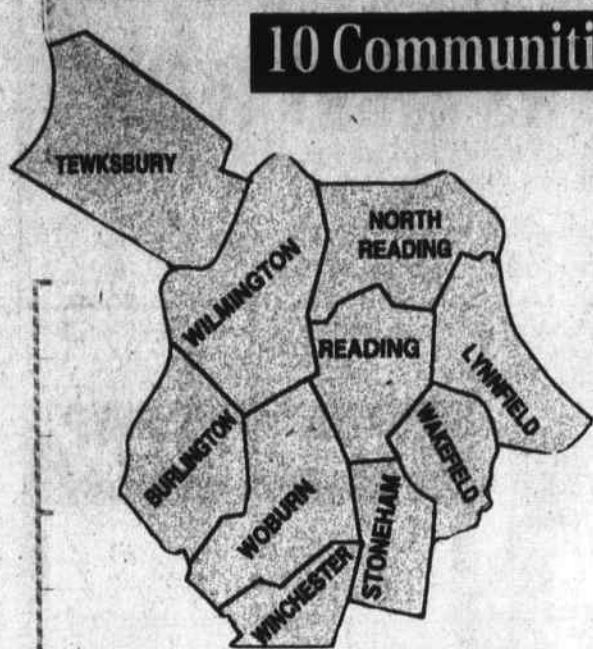 10 Communiti
TEWKSBURY
NORTH
READING
WILMINGTON
READING
LYNNFIELD
BURLINGTON
WAKEFIELD
WOBURN
STONEHAM
WINCHESTER